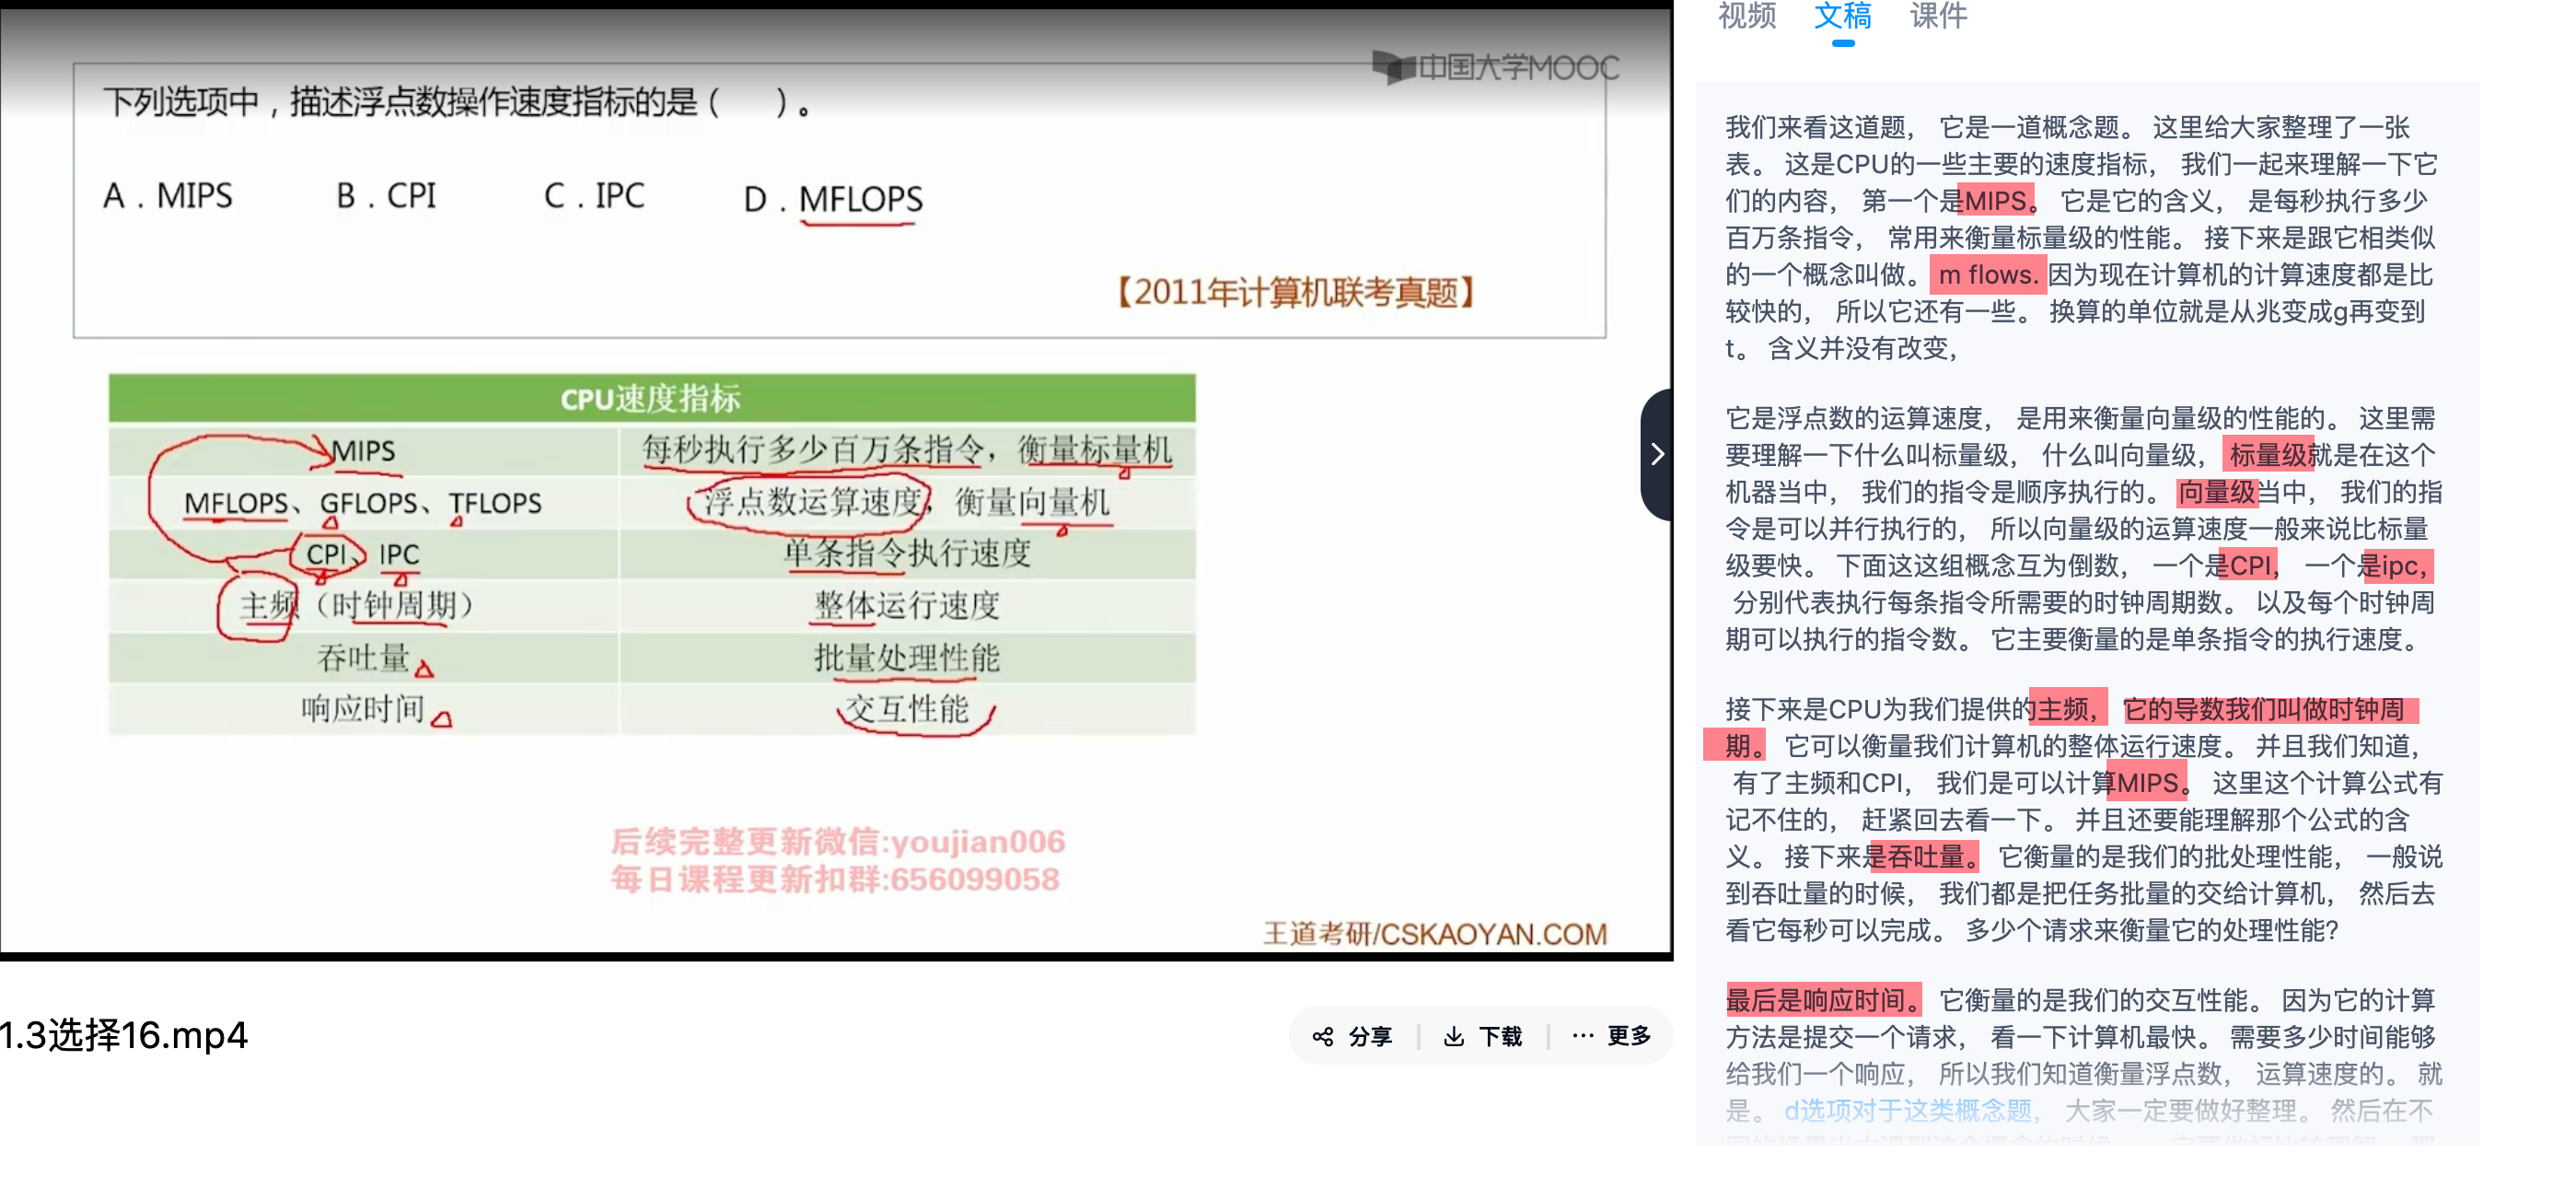 中国大学MOOC
下列选项中，描述浮点数操作速度指标的是（　　）。
A．MIPS　B．CPI　C．IPC　D．MFLOPS
【2011年计算机联考真题】
CPU速度指标
MIPS　每秒执行多少百万条指令，衡量标量机
MFLOPS、GFLOPS、TFLOPS　浮点数运算速度，衡量向量机
CPI、IPC　单条指令执行速度
主频（时钟周期）　整体运行速度
吞吐量　批量处理性能
响应时间　交互性能
后续完整更新微信:youjian006
每日课程更新扣群:656099058
王道考研/CSKAOYAN.COM
1.3选择16.mp4
分享　下载　更多
视频　文稿　课件
我们来看这道题， 它是一道概念题。 这里给大家整理了一张
表。 这是CPU的一些主要的速度指标， 我们一起来理解一下它
们的内容， 第一个是MIPS。 它是它的含义， 是每秒执行多少
百万条指令， 常用来衡量标量级的性能。 接下来是跟它相类似
的一个概念叫做。 m flows. 因为现在计算机的计算速度都是比
较快的， 所以它还有一些。 换算的单位就是从兆变成g再变到
t。 含义并没有改变，
它是浮点数的运算速度， 是用来衡量向量级的性能的。 这里需
要理解一下什么叫标量级， 什么叫向量级， 标量级就是在这个
机器当中， 我们的指令是顺序执行的。 向量级当中， 我们的指
令是可以并行执行的， 所以向量级的运算速度一般来说比标量
级要快。 下面这这组概念互为倒数， 一个是CPI， 一个是ipc，
分别代表执行每条指令所需要的时钟周期数。 以及每个时钟周
期可以执行的指令数。 它主要衡量的是单条指令的执行速度。
接下来是CPU为我们提供的主频， 它的导数我们叫做时钟周
期。 它可以衡量我们计算机的整体运行速度。 并且我们知道，
有了主频和CPI， 我们是可以计算MIPS。 这里这个计算公式有
记不住的， 赶紧回去看一下。 并且还要能理解那个公式的含
义。 接下来是吞吐量。 它衡量的是我们的批处理性能， 一般说
到吞吐量的时候， 我们都是把任务批量的交给计算机， 然后去
看它每秒可以完成。 多少个请求来衡量它的处理性能?
最后是响应时间。 它衡量的是我们的交互性能。 因为它的计算
方法是提交一个请求， 看一下计算机最快。 需要多少时间能够
给我们一个响应， 所以我们知道衡量浮点数， 运算速度的。 就
是。 d选项对于这类概念题， 大家一定要做好整理。 然后在不